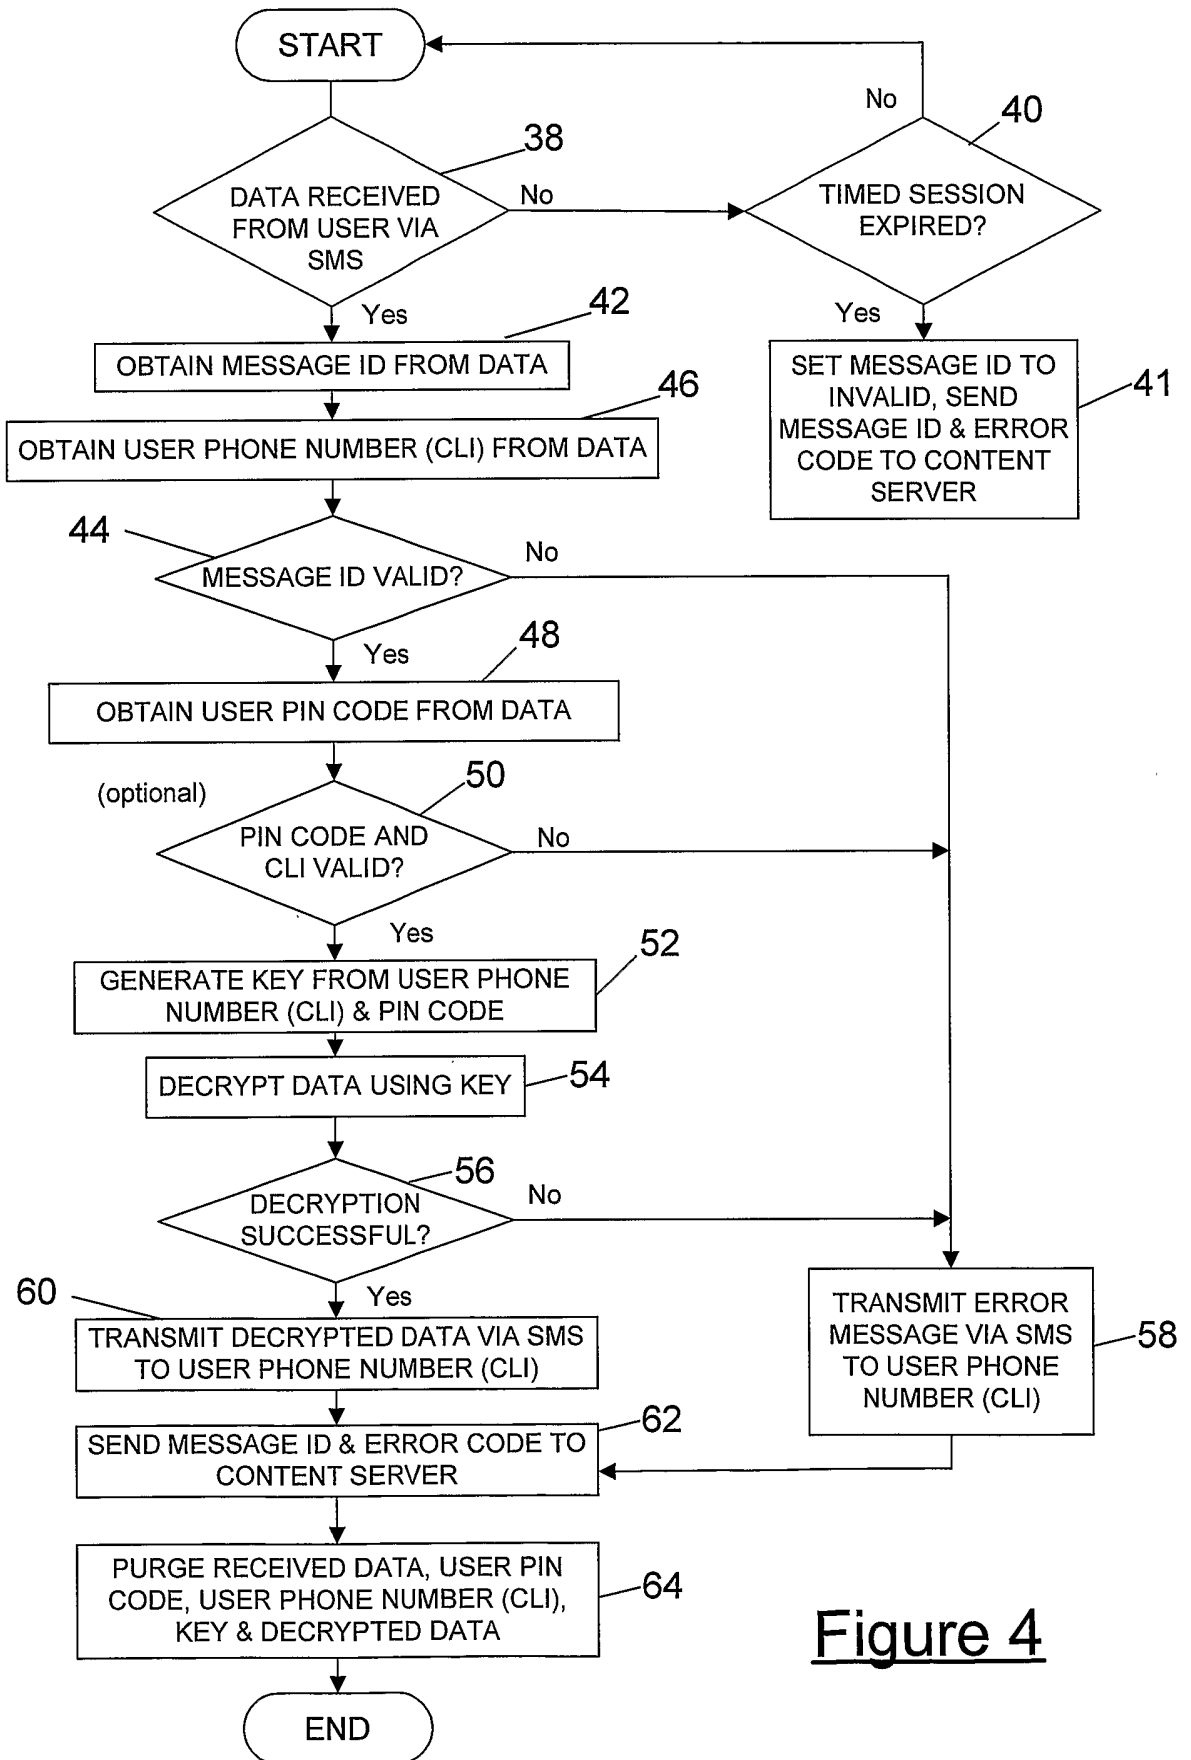 START
No
40
38
DATA RECEIVED
FROM USER VIA
SMS
No
TIMED SESSION
EXPIRED?
Yes
42
Yes
OBTAIN MESSAGE ID FROM DATA
SET MESSAGE ID TO
INVALID, SEND
MESSAGE ID & ERROR
CODE TO CONTENT
SERVER
41
46
OBTAIN USER PHONE NUMBER (CLI) FROM DATA
44
No
MESSAGE ID VALID?
48
Yes
OBTAIN USER PIN CODE FROM DATA
(optional)
50
PIN CODE AND
CLI VALID?
No
Yes
52
GENERATE KEY FROM USER PHONE
NUMBER (CLI) & PIN CODE
DECRYPT DATA USING KEY
54
56
DECRYPTION
SUCCESSFUL?
No
60
Yes
TRANSMIT DECRYPTED DATA VIA SMS
TO USER PHONE NUMBER (CLI)
TRANSMIT ERROR
MESSAGE VIA SMS
TO USER PHONE
NUMBER (CLI)
58
62
SEND MESSAGE ID & ERROR CODE TO
CONTENT SERVER
PURGE RECEIVED DATA, USER PIN
CODE, USER PHONE NUMBER (CLI),
KEY & DECRYPTED DATA
64
Figure 4
END